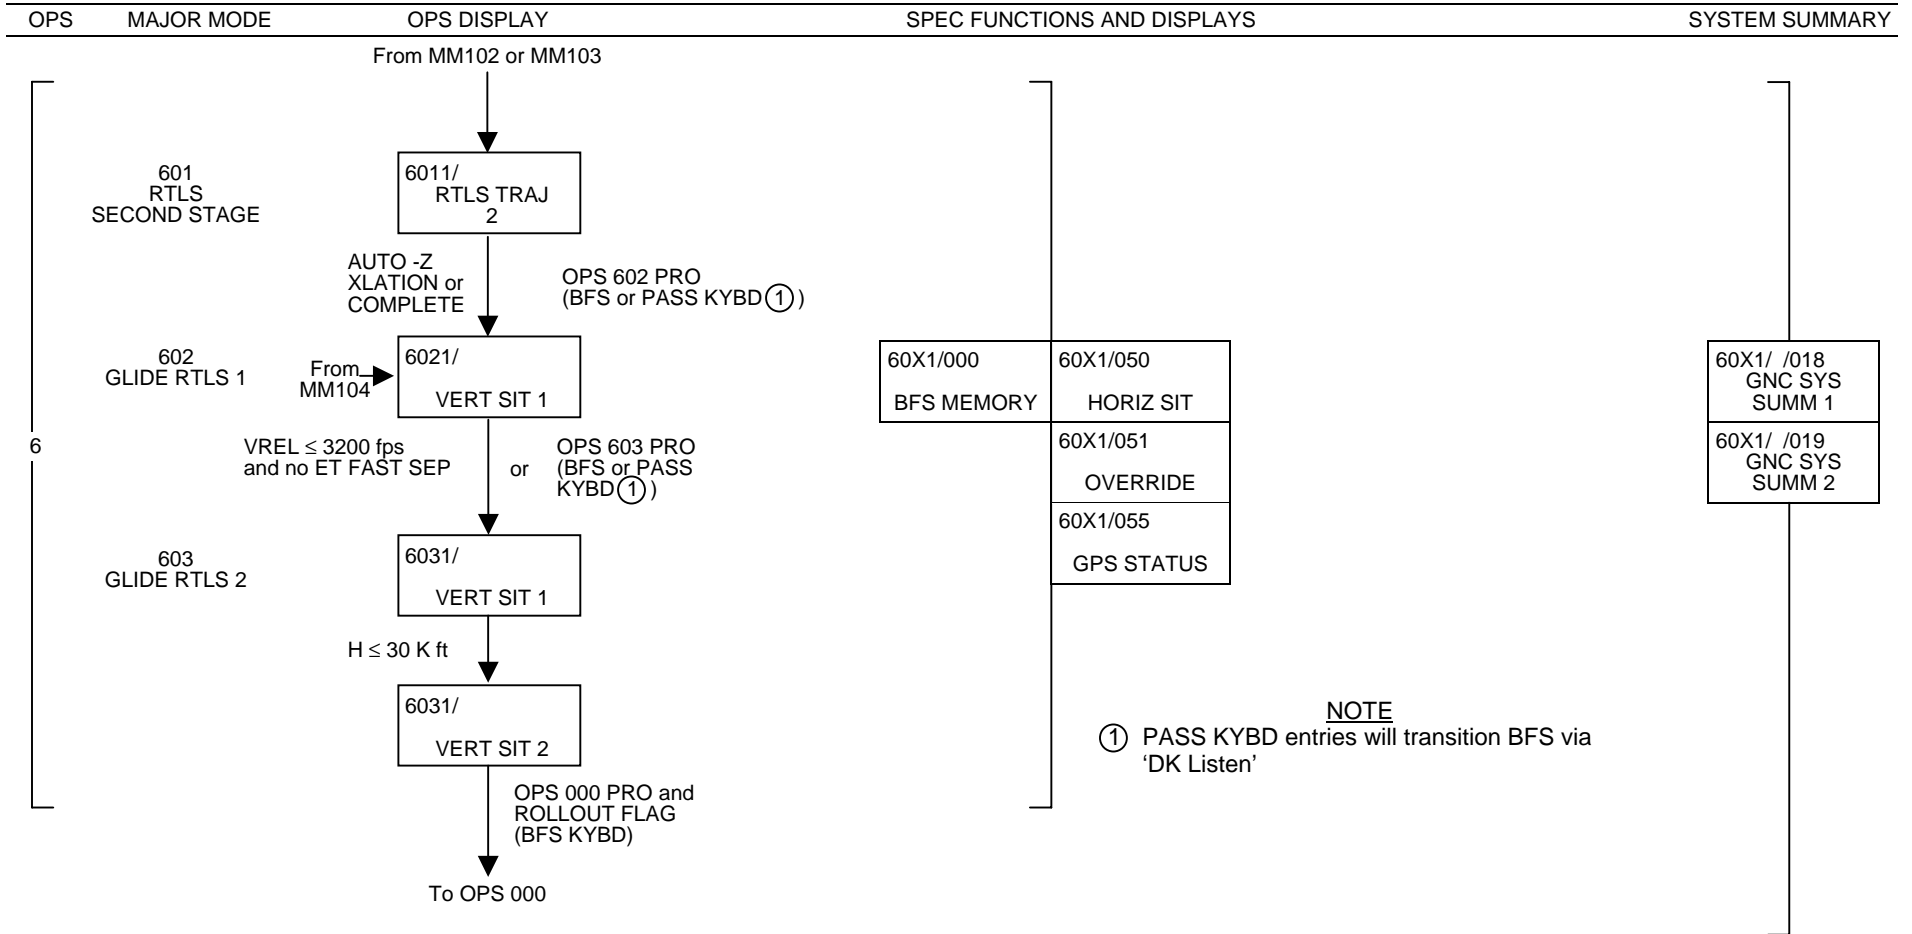 OPS MAJOR MODE OPS DISPLAY SPEC FUNCTIONS AND DISPLAYS SYSTEM SUMMARY
From MM102 or MM103
601
RTLS
SECOND STAGE
6011/
RTLS TRAJ
2
AUTO -Z
XLATION or
COMPLETE
OPS 602 PRO
(BFS or PASS KYBD ① )
602
GLIDE RTLS 1
From
MM104
6021/
VERT SIT 1
6
VREL ≤ 3200 fps
and no ET FAST SEP
or
OPS 603 PRO
(BFS or PASS
KYBD ① )
603
GLIDE RTLS 2
6031/
VERT SIT 1
H ≤ 30 K ft
6031/
VERT SIT 2
OPS 000 PRO and
ROLLOUT FLAG
(BFS KYBD)
To OPS 000
60X1/000
BFS MEMORY
60X1/050
HORIZ SIT
60X1/051
OVERRIDE
60X1/055
GPS STATUS
60X1/ /018
GNC SYS
SUMM 1
60X1/ /019
GNC SYS
SUMM 2
NOTE
① PASS KYBD entries will transition BFS via
‘DK Listen’